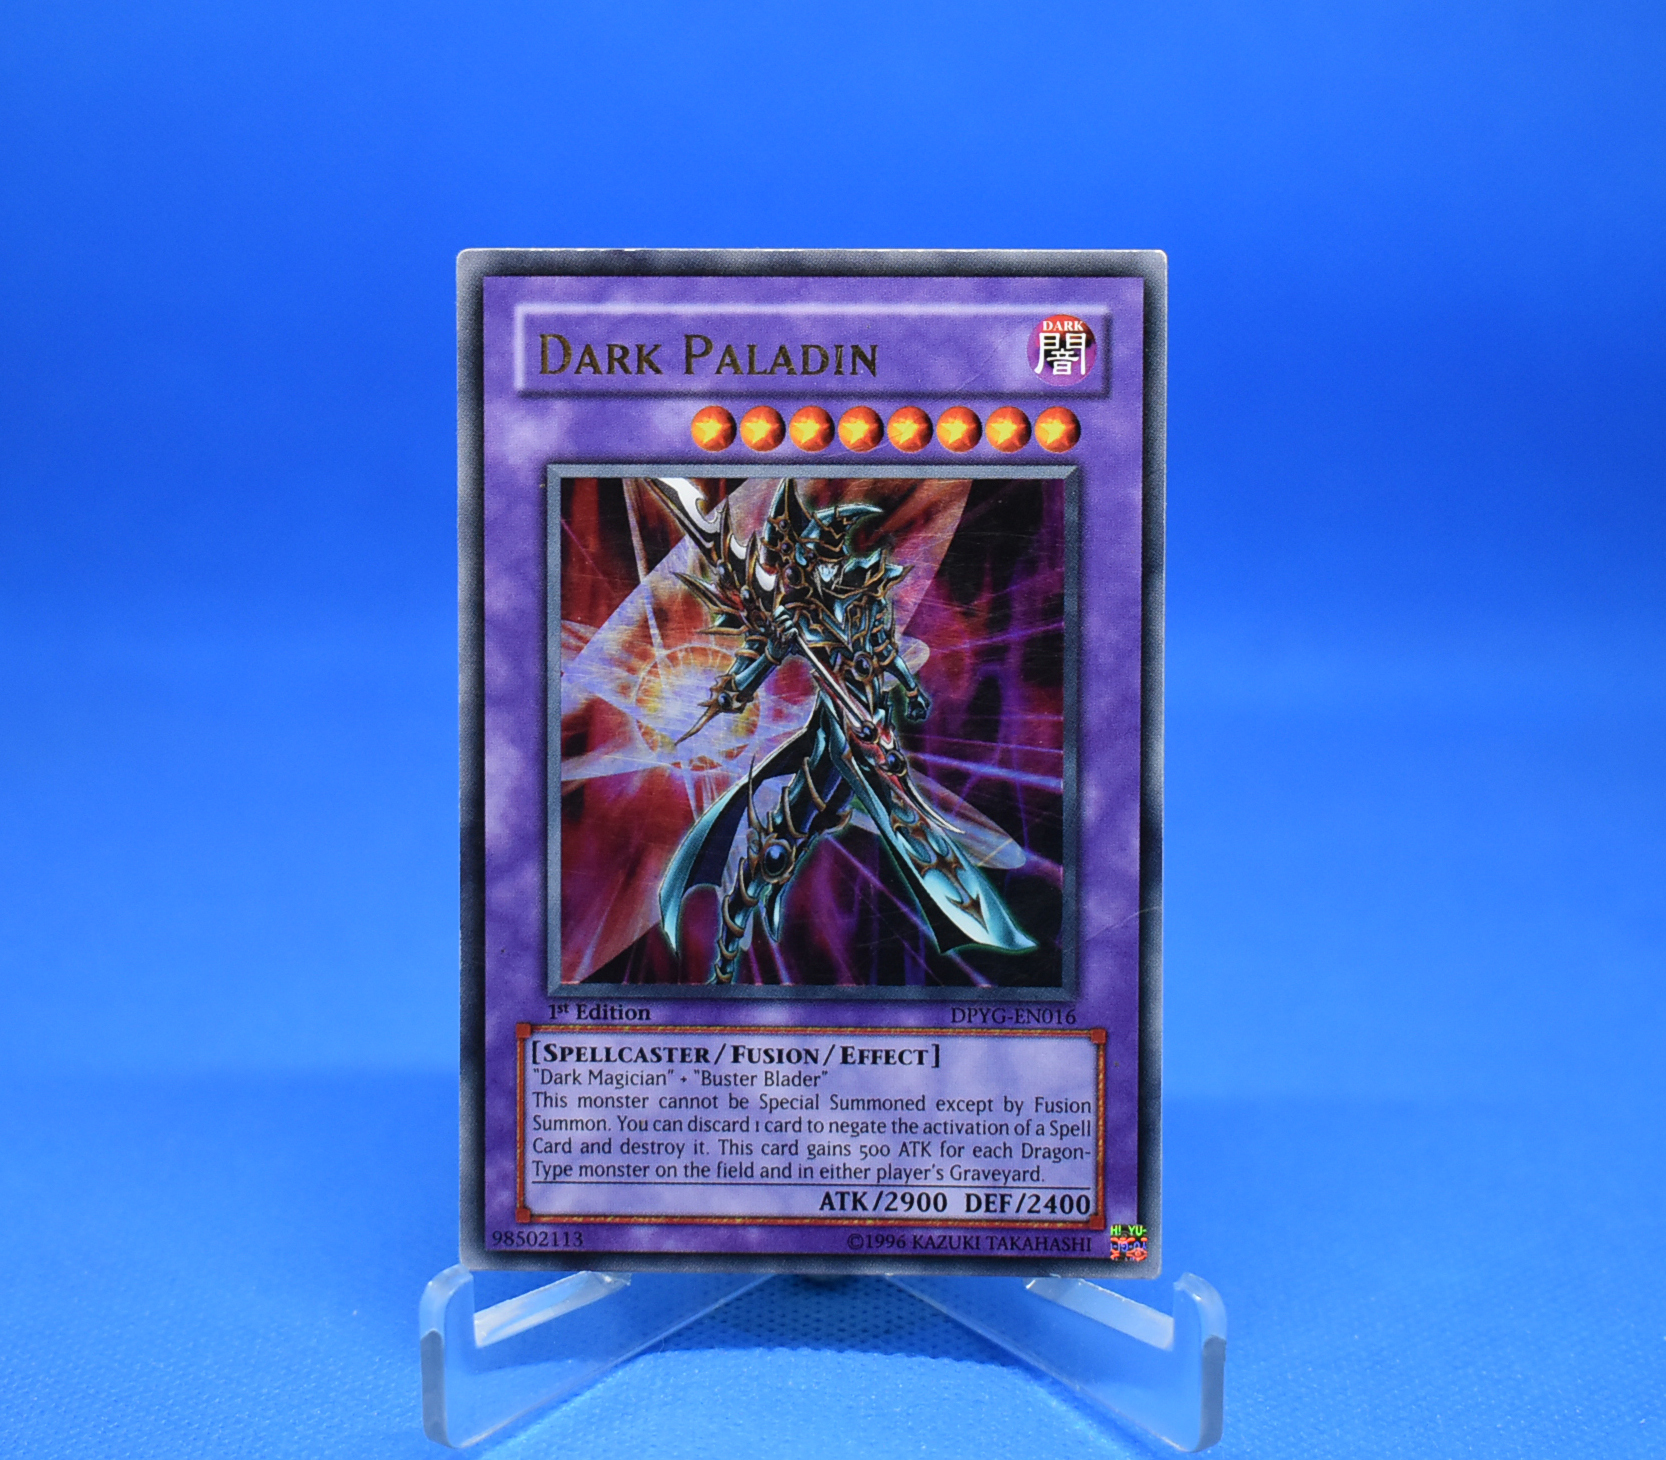 DARK PALADIN
DARK
闇
1st Edition
DPYG-EN016
[SPELLCASTER/FUSION/EFFECT]
"Dark Magician" + "Buster Blader"
This monster cannot be Special Summoned except by Fusion
Summon. You can discard 1 card to negate the activation of a Spell
Card and destroy it. This card gains 500 ATK for each Dragon-
Type monster on the field and in either player's Graveyard.
ATK/2900 DEF/2400
98502113
©1996 KAZUKI TAKAHASHI